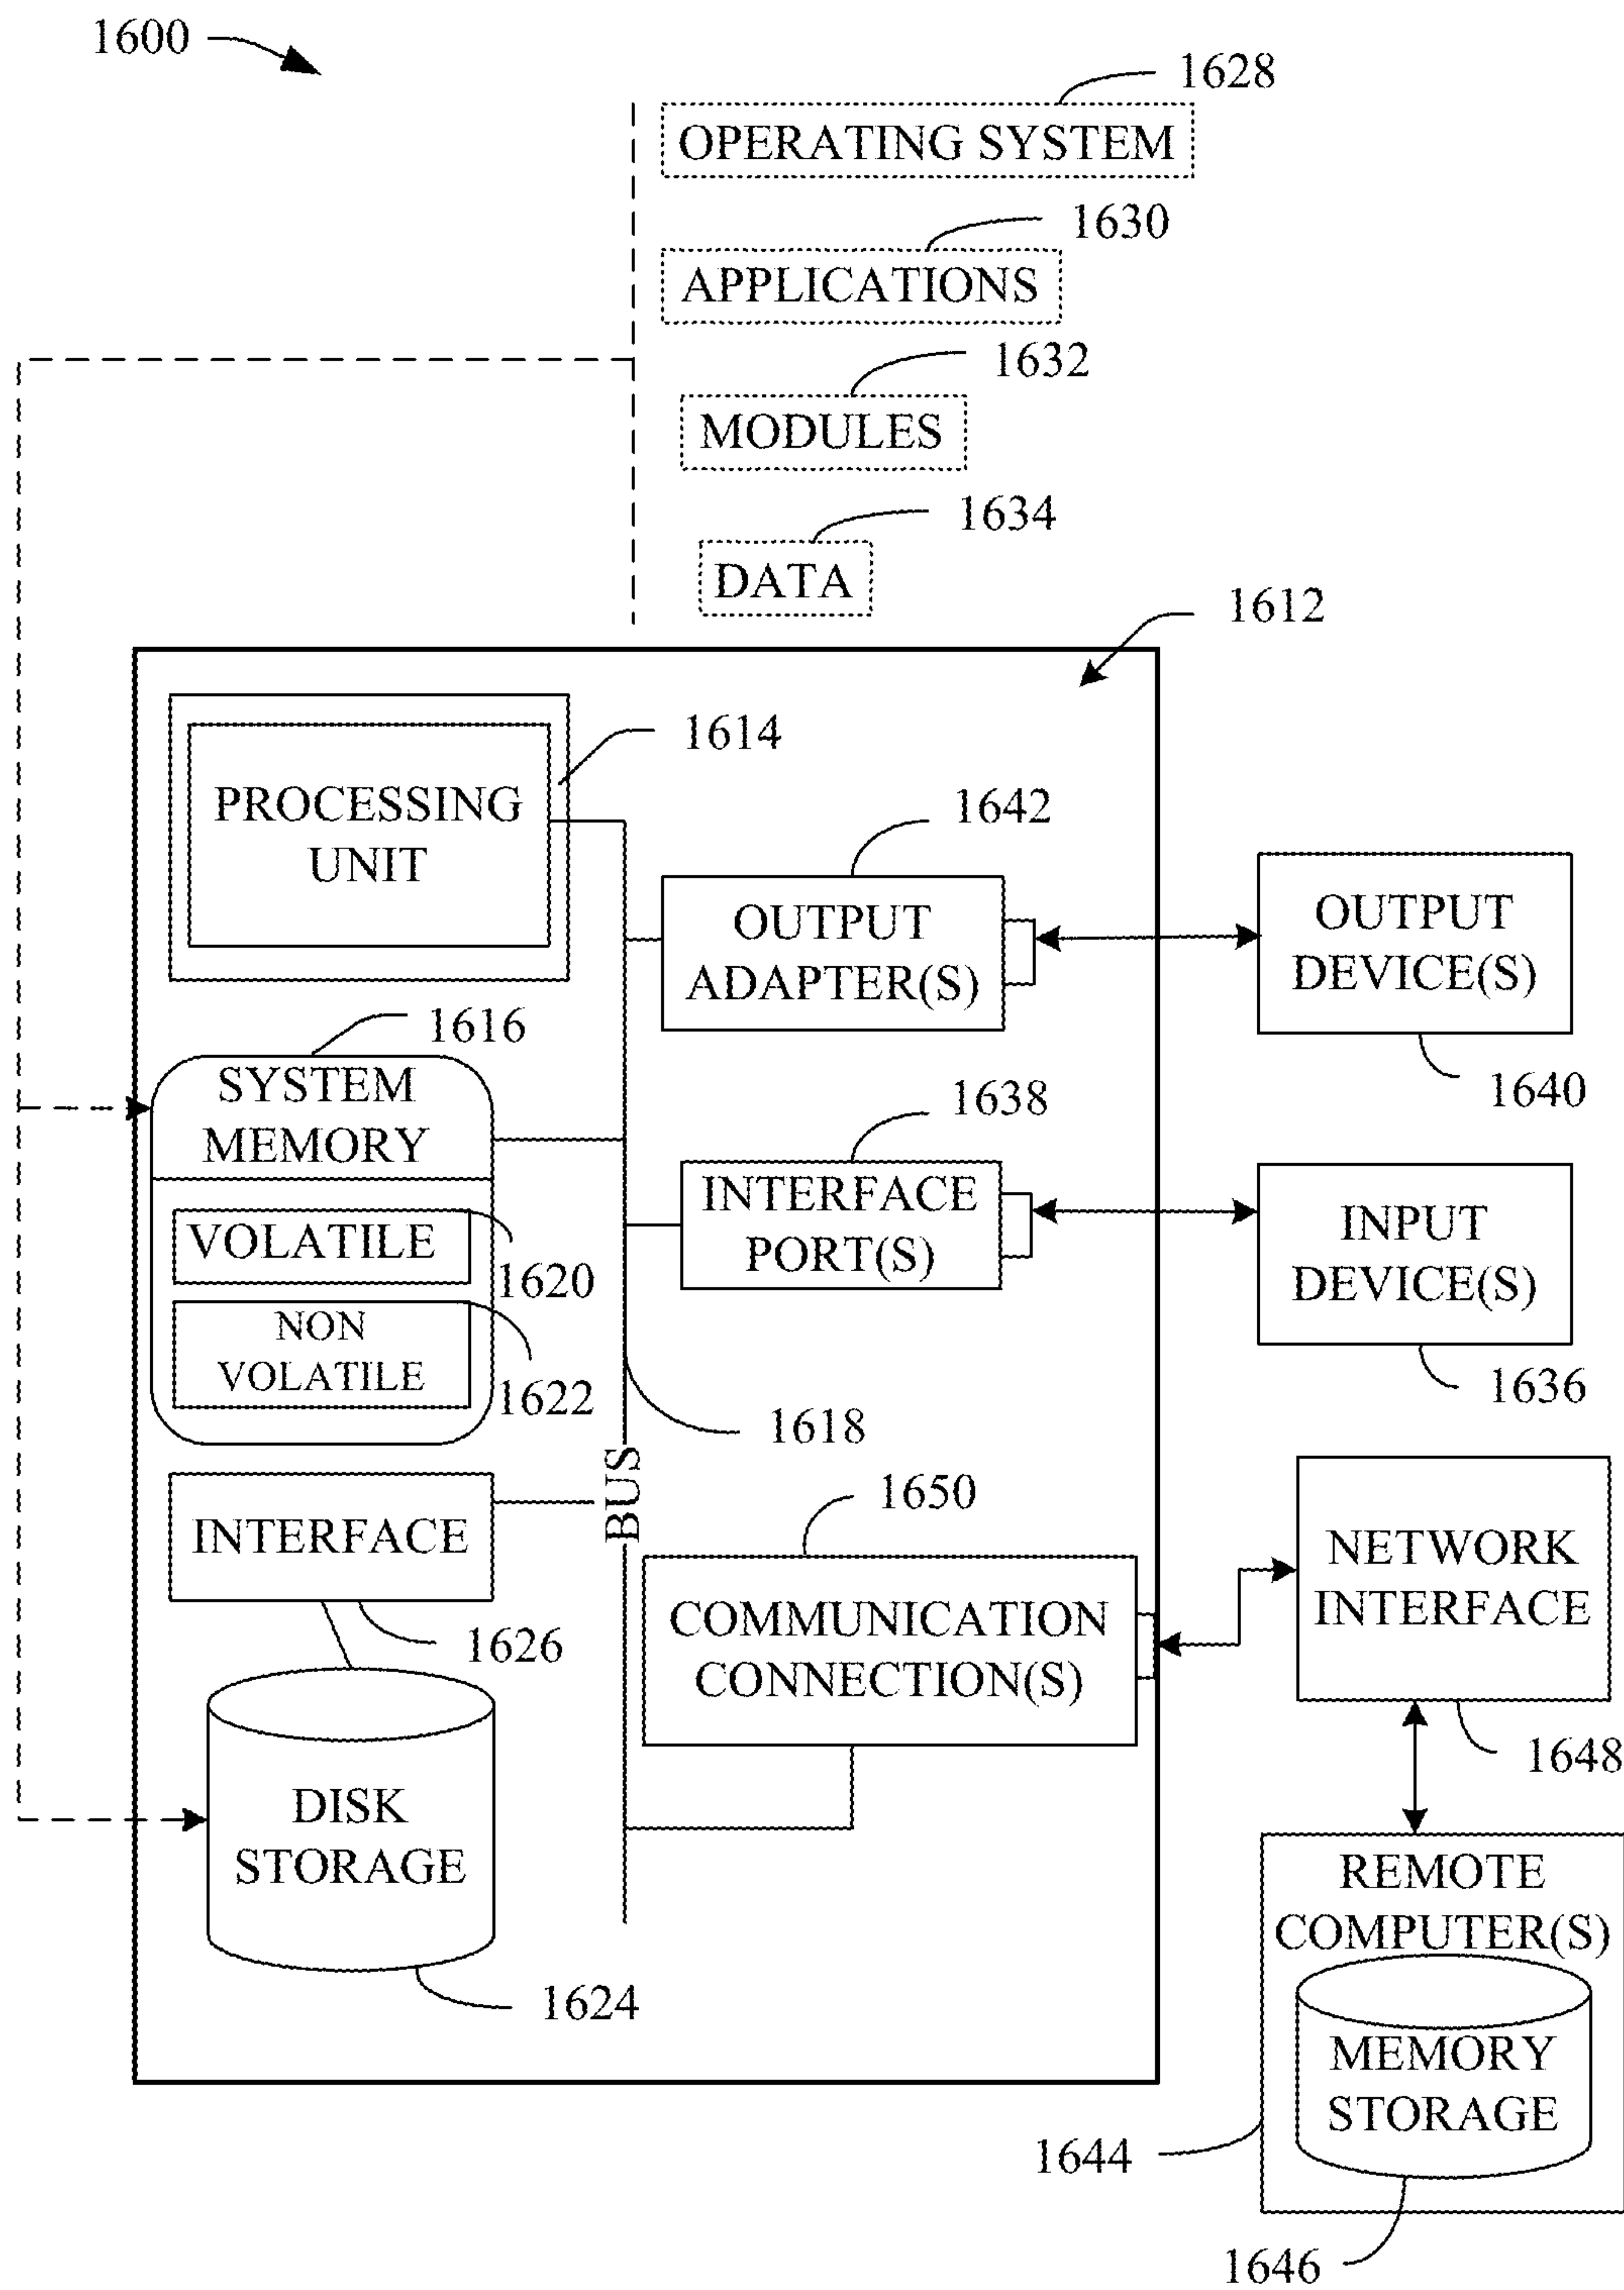 1600
1628
OPERATING SYSTEM
1630
APPLICATIONS
1632
MODULES
1634
DATA
1612
1614
PROCESSING
UNIT
1642
OUTPUT
ADAPTER(S)
OUTPUT
DEVICE(S)
1640
1616
SYSTEM
MEMORY
VOLATILE
1620
NON
VOLATILE
1622
1638
INTERFACE
PORT(S)
INPUT
DEVICE(S)
1636
1618
BUS
INTERFACE
1626
1650
COMMUNICATION
CONNECTION(S)
NETWORK
INTERFACE
1648
DISK
STORAGE
1624
REMOTE
COMPUTER(S)
MEMORY
STORAGE
1644
1646